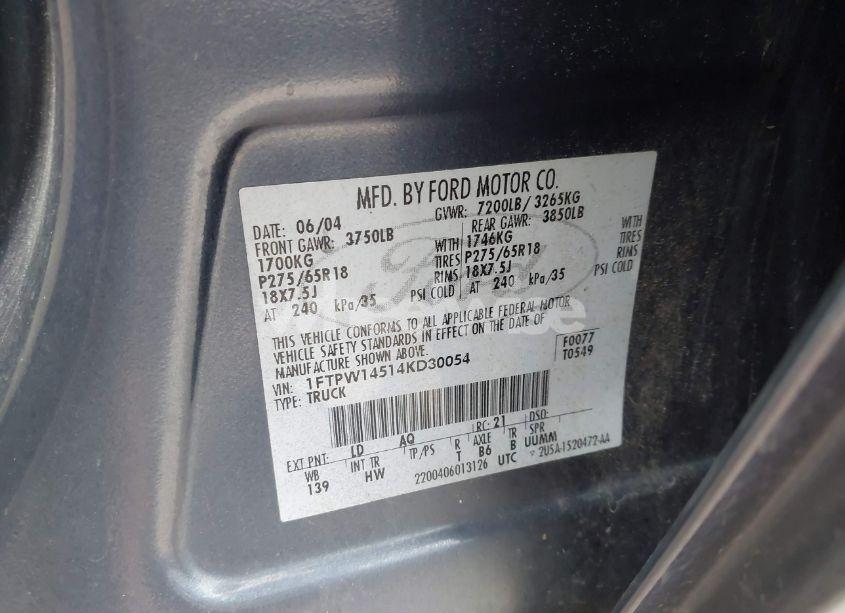 MFD. BY FORD MOTOR CO.
DATE: 06/04 GVWR: 7200LB/ 3265KG
FRONT GAWR: 3750LB REAR GAWR: 3850LB
1700KG WITH 1746KG WITH
P275/65R18 TIRES P275/65R18 TIRES
18X7.5J RIMS 18X7.5J RIMS
AT 240 kPa/35 PSI COLD AT 240 kPa/35 PSI COLD
Ford
THIS VEHICLE CONFORMS TO ALL APPLICABLE FEDERAL MOTOR
VEHICLE SAFETY STANDARDS IN EFFECT ON THE DATE OF
MANUFACTURE SHOWN ABOVE.
VIN: 1FTPW14514KD30054
TYPE: TRUCK
F0077
T0549
EXT PNT: LD AQ RC: 21 DSO:
WB INT TR TP/PS R AXLE TR SPR
139 HW T B6 B UUMM
2200406013126 UTC 2U5A-1520472-AA